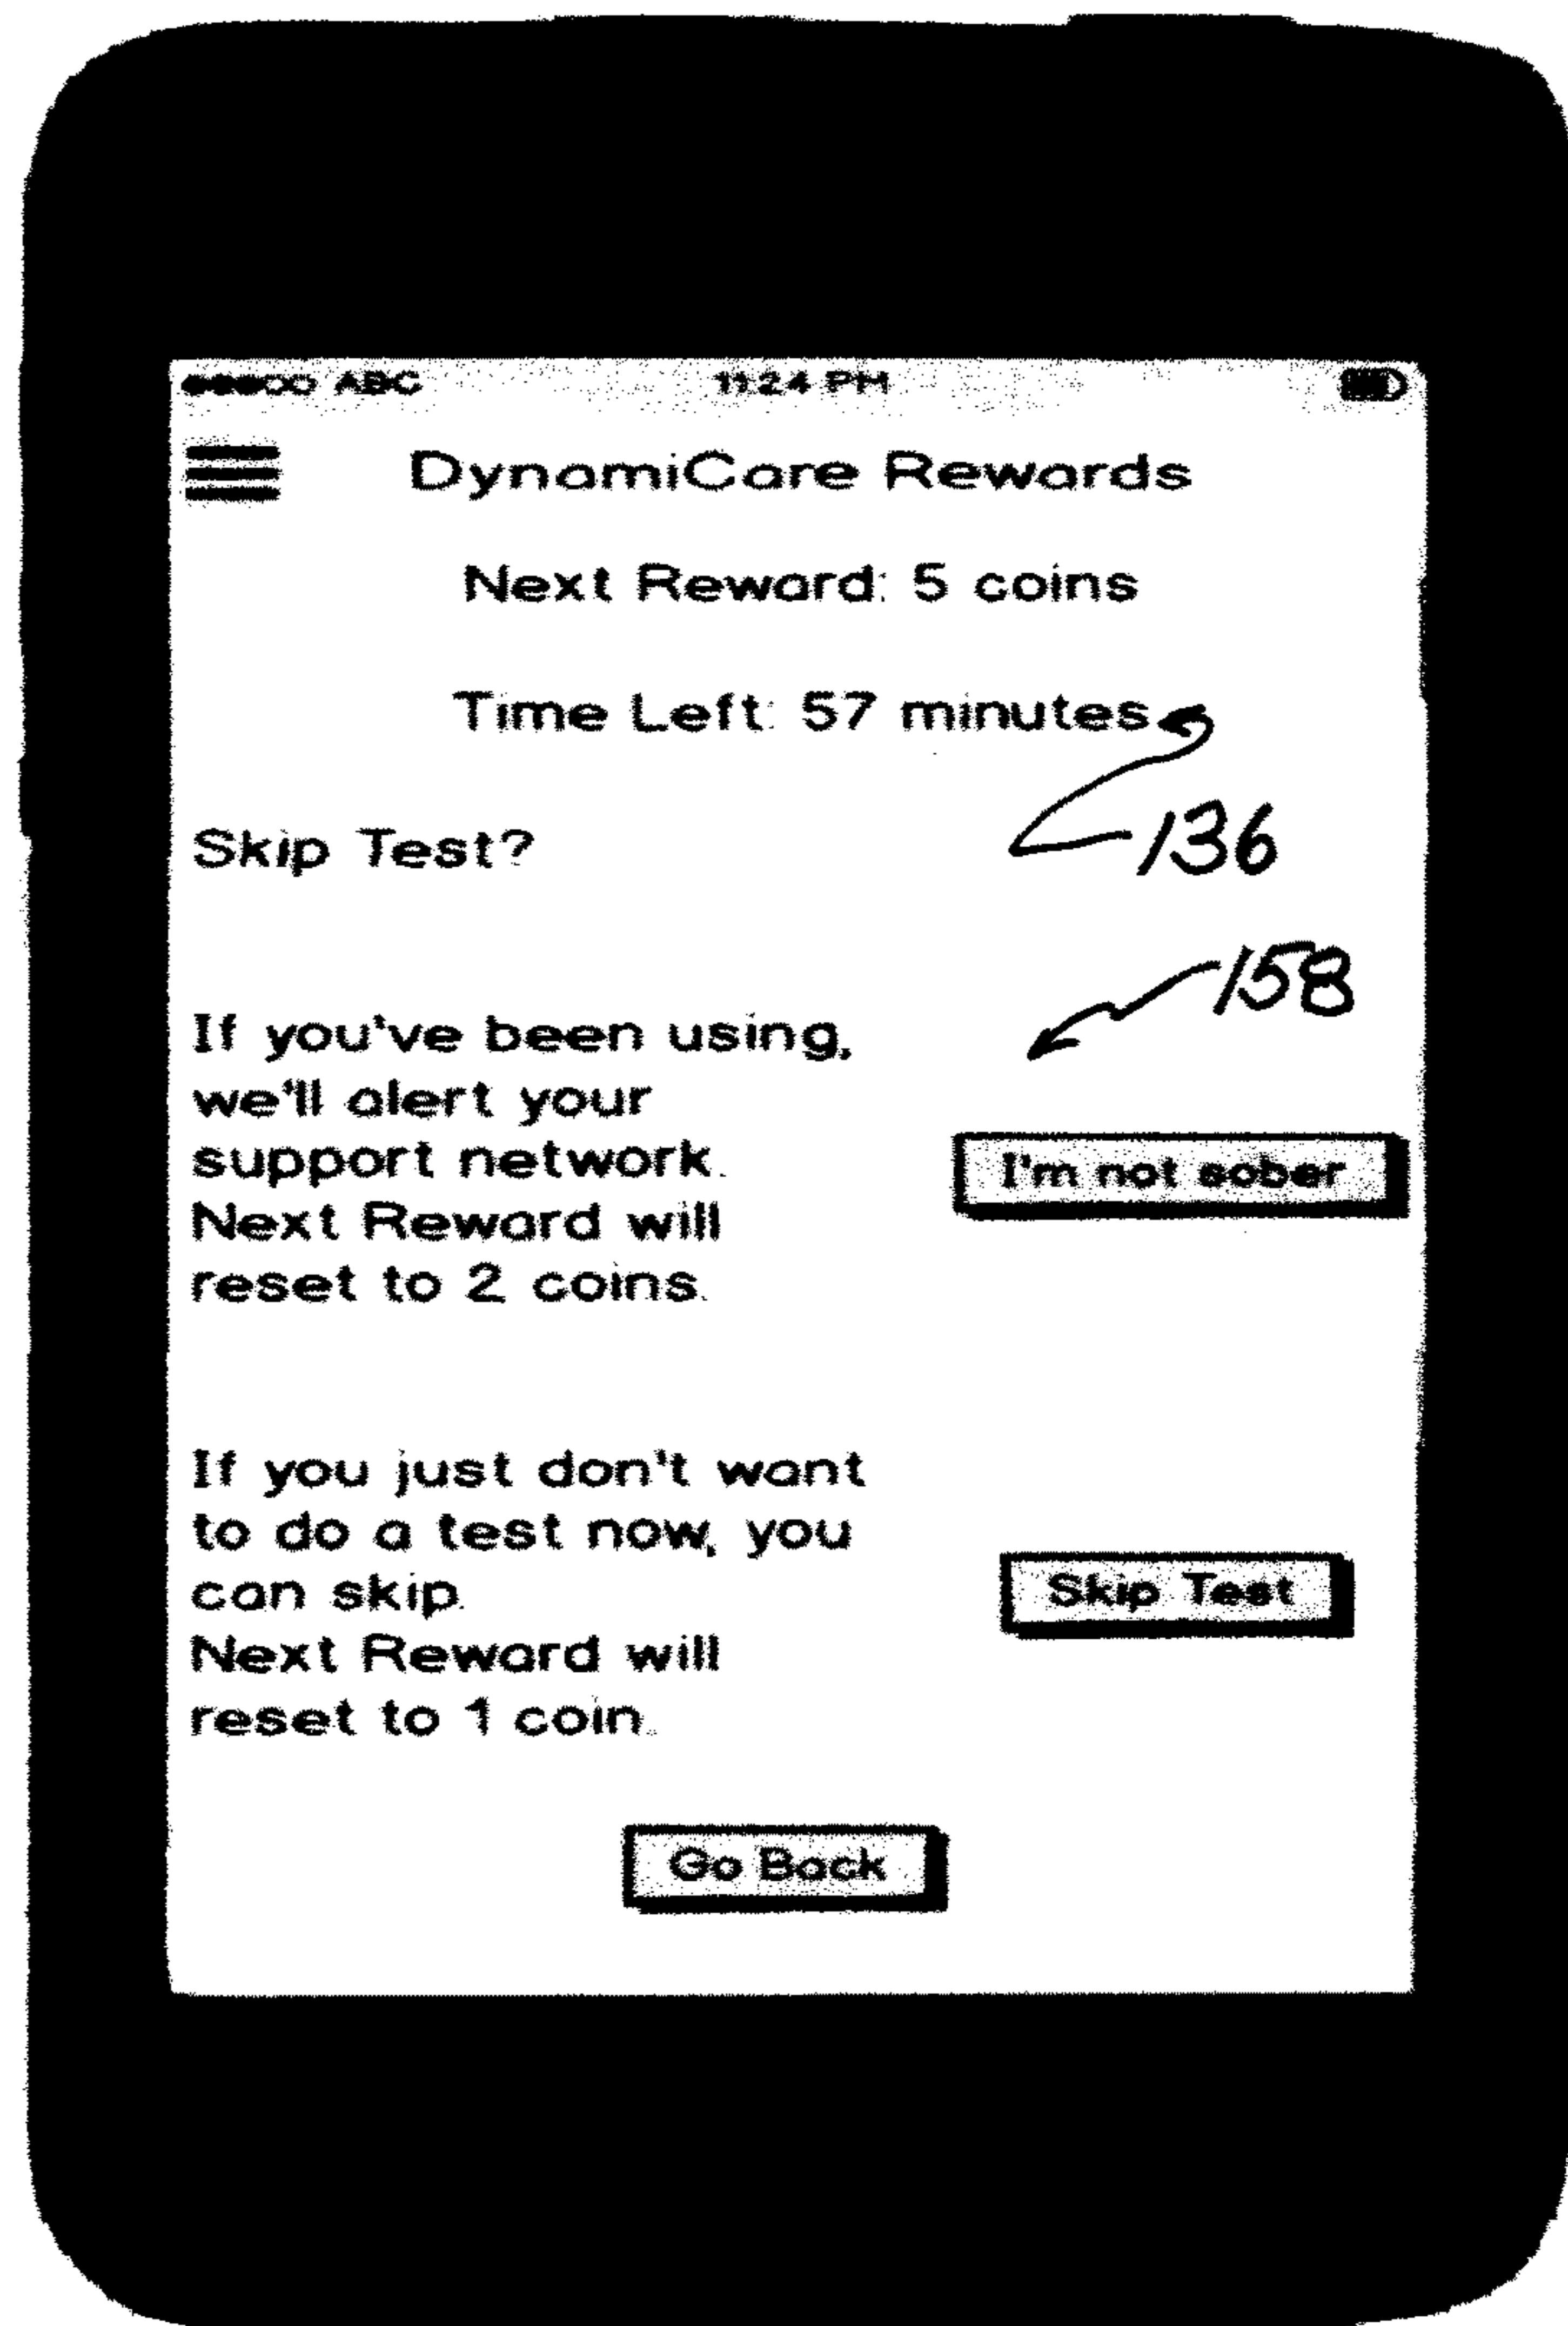 ABC 11:24 PM
DynamiCare Rewards
Next Reward: 5 coins
Time Left: 57 minutes
136
Skip Test?
158
If you've been using,
we'll alert your
support network.
Next Reward will
reset to 2 coins.
I'm not sober
If you just don't want
to do a test now, you
can skip.
Next Reward will
reset to 1 coin.
Skip Test
Go Back